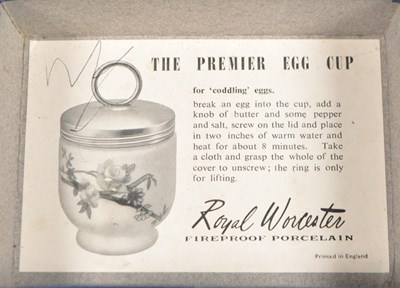 THE PREMIER EGG CUP
for 'coddling' eggs.
break an egg into the cup, add a
knob of butter and some pepper
and salt, screw on the lid and place
in two inches of warm water and
heat for about 8 minutes. Take
a cloth and grasp the whole of the
cover to unscrew; the ring is only
for lifting.
Royal Worcester
FIREPROOF PORCELAIN
Printed in England